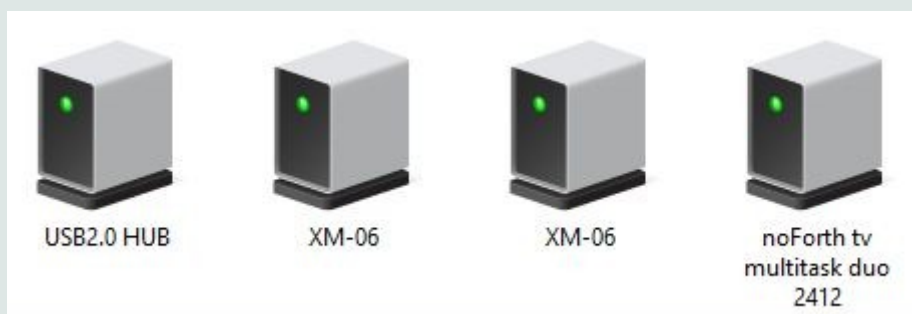 USB2.0 HUB
XM-06
XM-06
noForth tv
multitask duo
2412